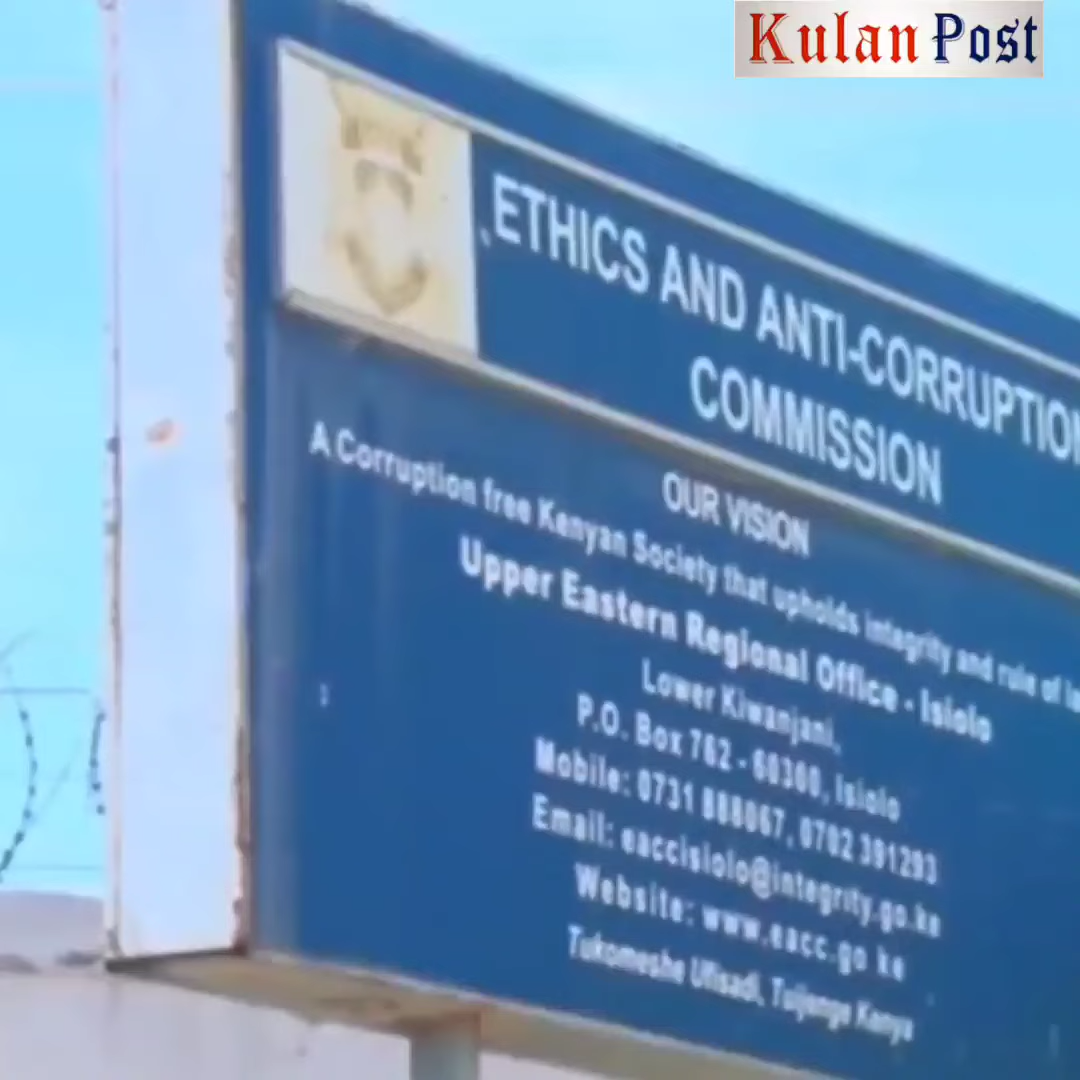 Kulan Post
ETHICS AND ANTI-CORRUPTION
COMMISSION
OUR VISION
A Corruption free Kenyan Society that upholds integrity and rule of
Upper Eastern Regional Office - Isiolo
Lower Kiwanjani,
P.O. Box 762 - 60300, Isiolo
Mobile: 0731 888067, 0702 391293
Email: eaccisiolo@integrity.go.ke
Website: www.eacc.go ke
Tukomeshe Ufisadi, Tuijenge Kenya